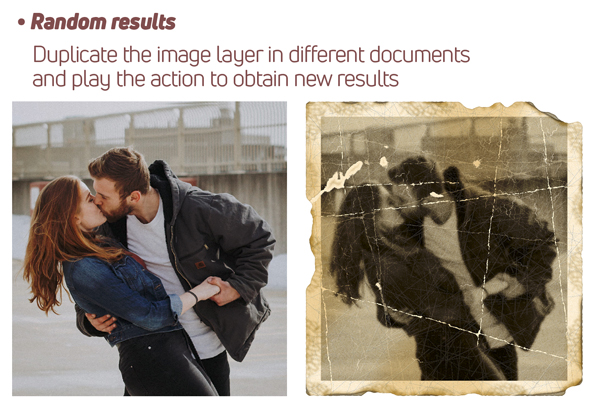 • Random results
Duplicate the image layer in different documents
and play the action to obtain new results